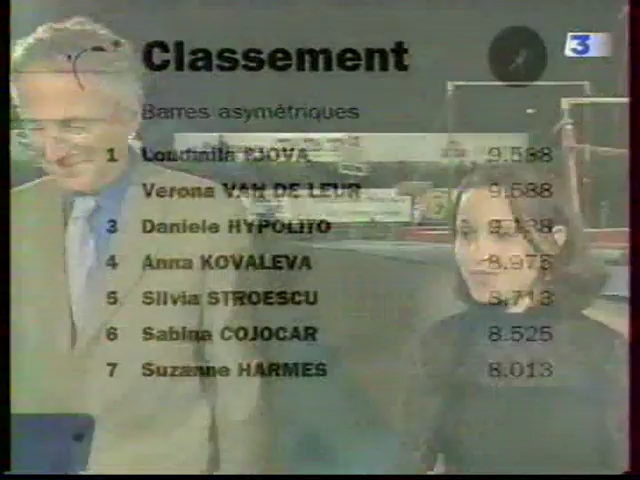 Classement
3
Barres asymétriques
1 Loudmila EJOVA 9.588
Verona VAN DE LEUR 9.588
3 Daniele HYPOLITO
4 Anna KOVALEVA 8.975
5 Silvia STROESCU 8.713
6 Sabina COJOCAR 8.525
7 Suzanne HARMES 8.013